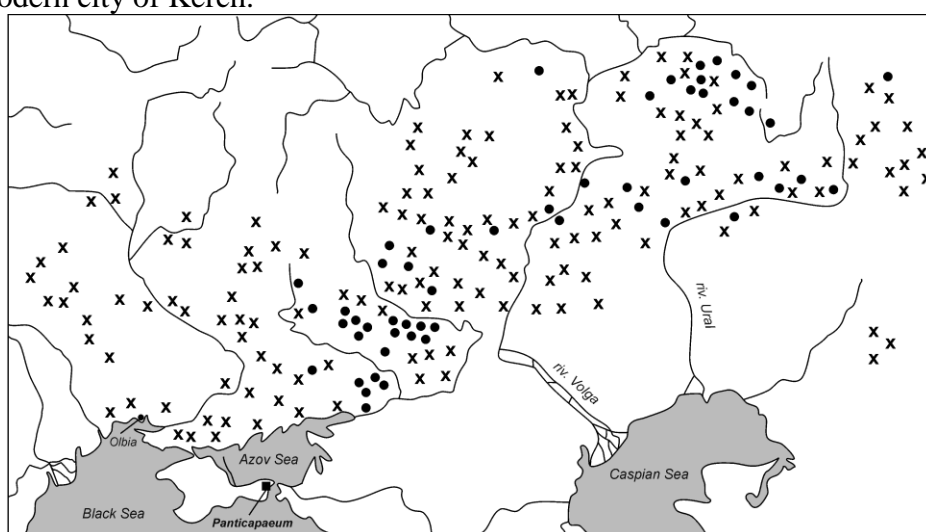 modern city of Kerch.
riv. Ural
riv. Volga
Olbia
Azov Sea
Caspian Sea
Black Sea
Panticapaeum